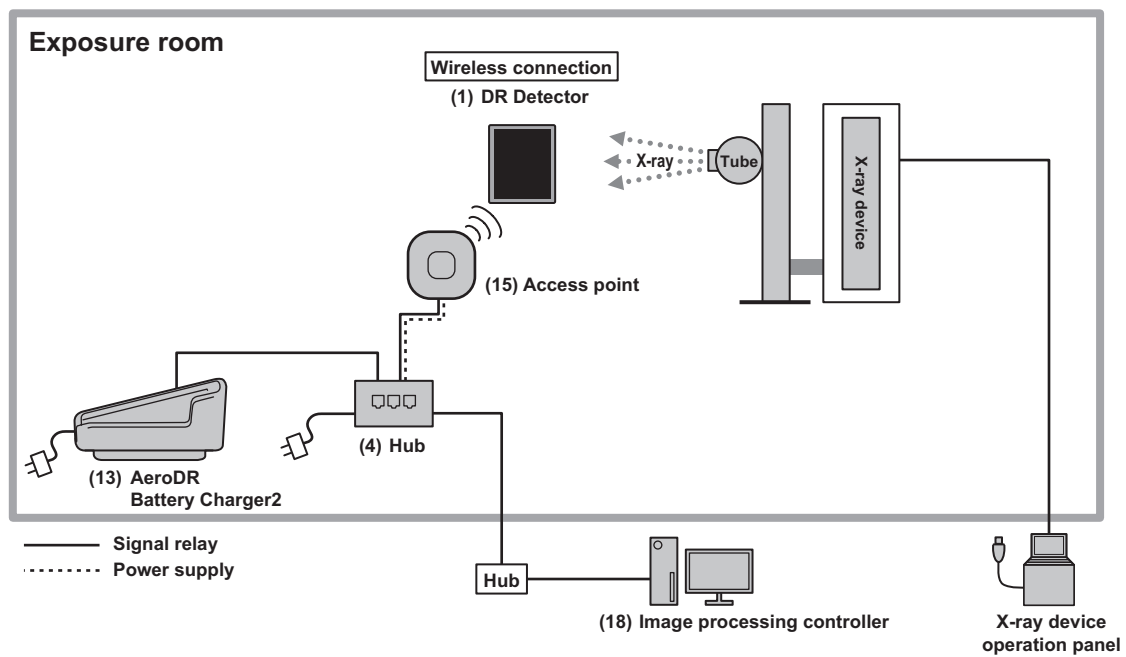 Exposure room
Wireless connection
(1) DR Detector
X-ray
Tube
X-ray device
(15) Access point
(4) Hub
(13) AeroDR
Battery Charger2
Signal relay
Power supply
Hub
(18) Image processing controller
X-ray device
operation panel